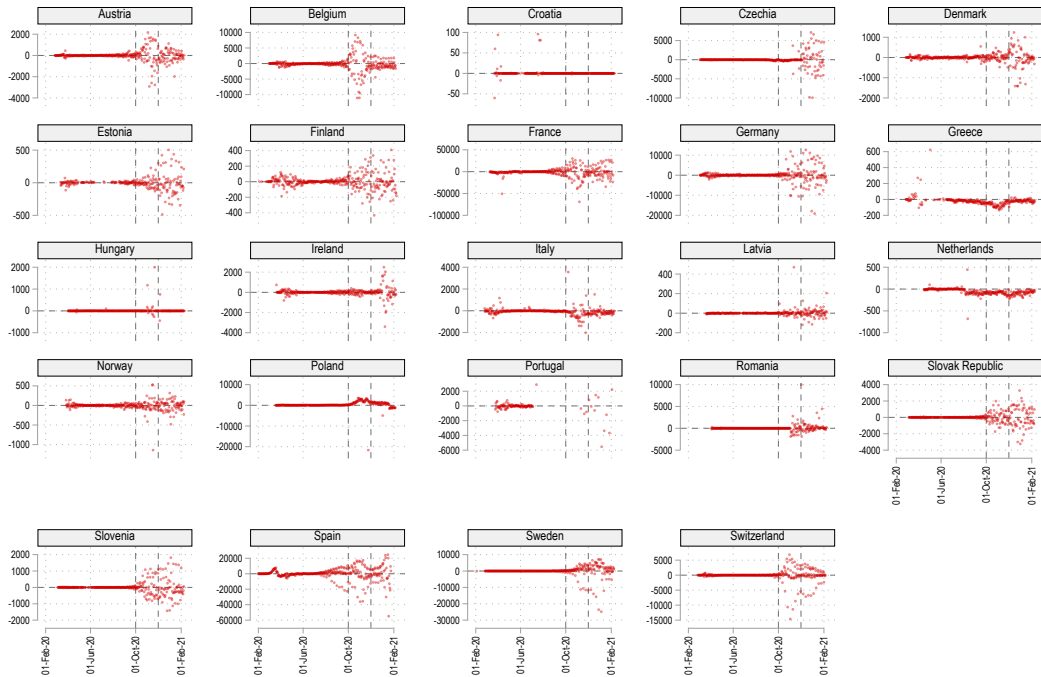 Austria Belgium Croatia Czechia Denmark
2000 0 -2000 -4000
10000 5000 0 -5000 -10000
100 50 0 -50
5000 0 -5000 -10000
1000 0 -1000 -2000
Estonia Finland France Germany Greece
500 0 -500
400 200 0 -200 -400
50000 0 -50000 -100000
10000 0 -10000 -20000
600 400 200 0 -200
Hungary Ireland Italy Latvia Netherlands
2000 1000 0 -1000
2000 0 -2000 -4000
4000 2000 0 -2000
400 200 0 -200
500 0 -500 -1000
Norway Poland Portugal Romania Slovak Republic
500 0 -500 -1000
10000 0 -10000 -20000
2000 0 -2000 -4000 -6000
10000 5000 0 -5000
4000 2000 0 -2000 -4000
01-Feb-20 01-Jun-20 01-Oct-20 01-Feb-21
Slovenia Spain Sweden Switzerland
2000 1000 0 -1000 -2000
20000 0 -20000 -40000 -60000
10000 0 -10000 -20000 -30000
5000 0 -5000 -10000 -15000
01-Feb-20 01-Jun-20 01-Oct-20 01-Feb-21
01-Feb-20 01-Jun-20 01-Oct-20 01-Feb-21
01-Feb-20 01-Jun-20 01-Oct-20 01-Feb-21
01-Feb-20 01-Jun-20 01-Oct-20 01-Feb-21